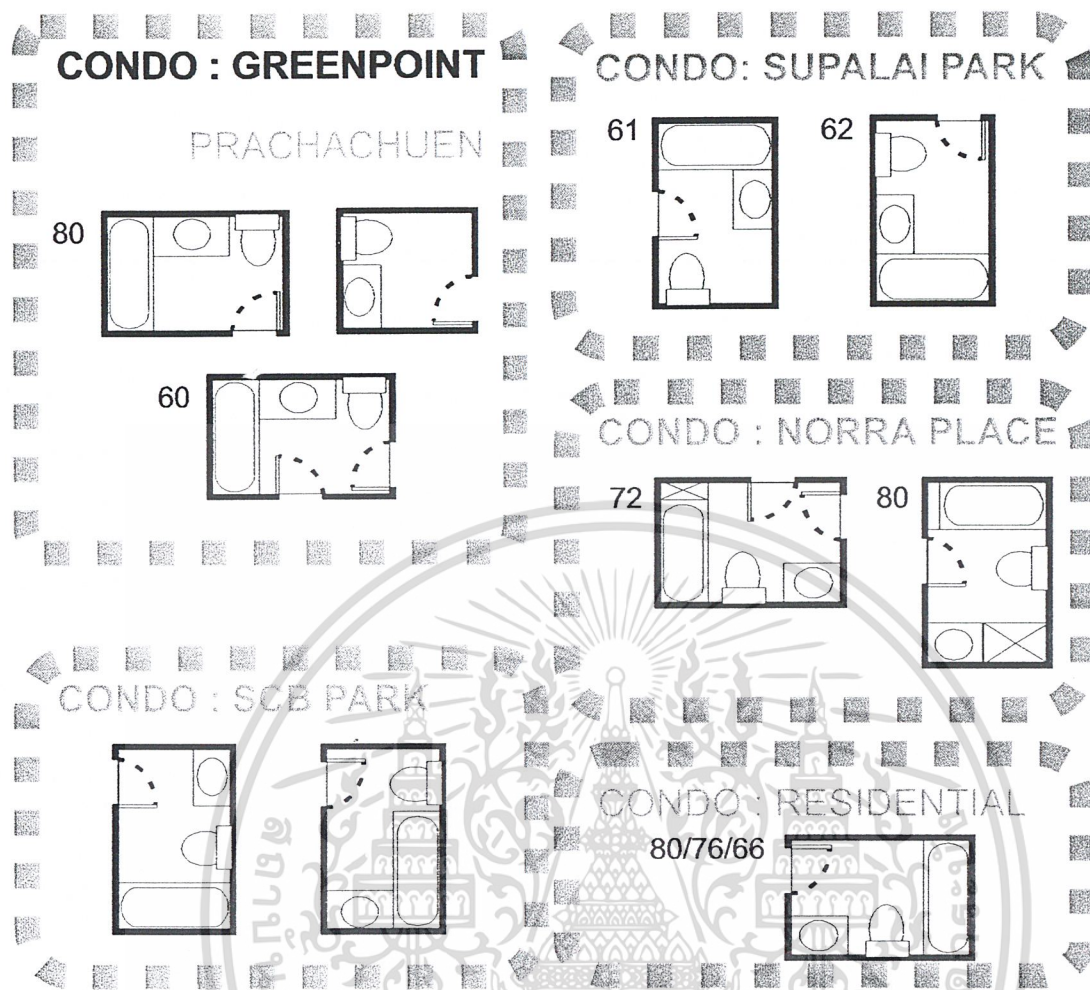 CONDO : GREENPOINT
PRACHACHUEN
80
60
CONDO: SUPALAI PARK
61
62
CONDO : NORRA PLACE
72
80
CONDO : SCB PARK
CONDO : RESIDENTIAL
80/76/66